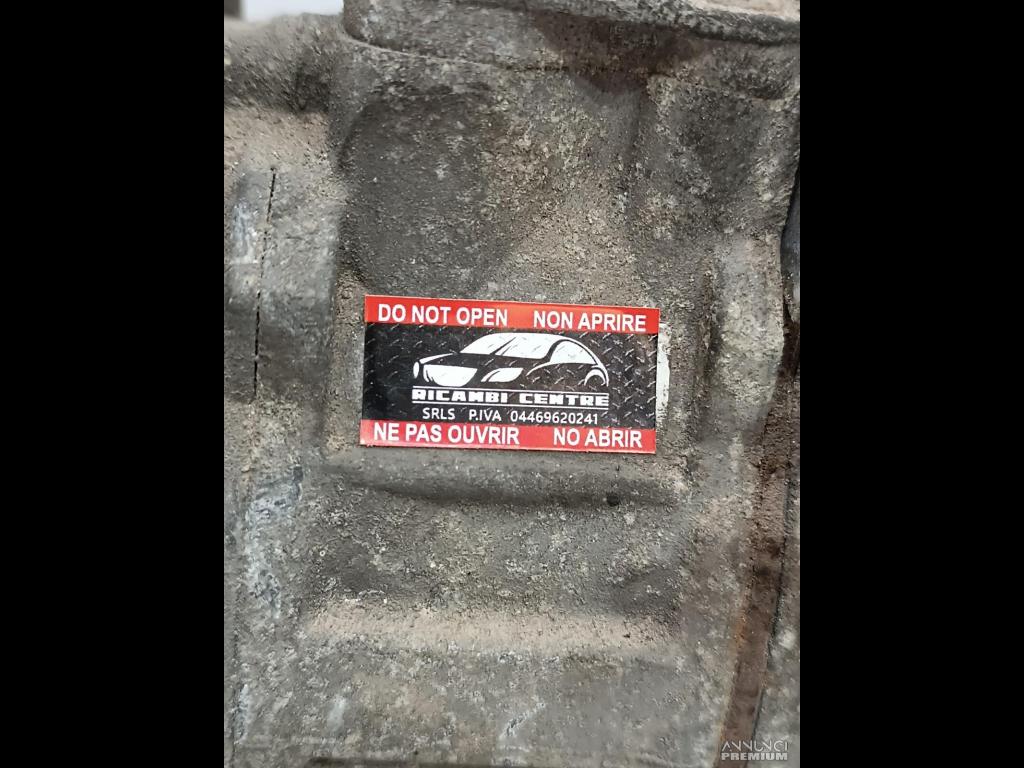 DO NOT OPEN NON APRIRE
RICAMBI CENTRE
SRLS P.IVA 04469620241
NE PAS OUVRIR NO ABRIR
ANNUNCI
PREMIUM